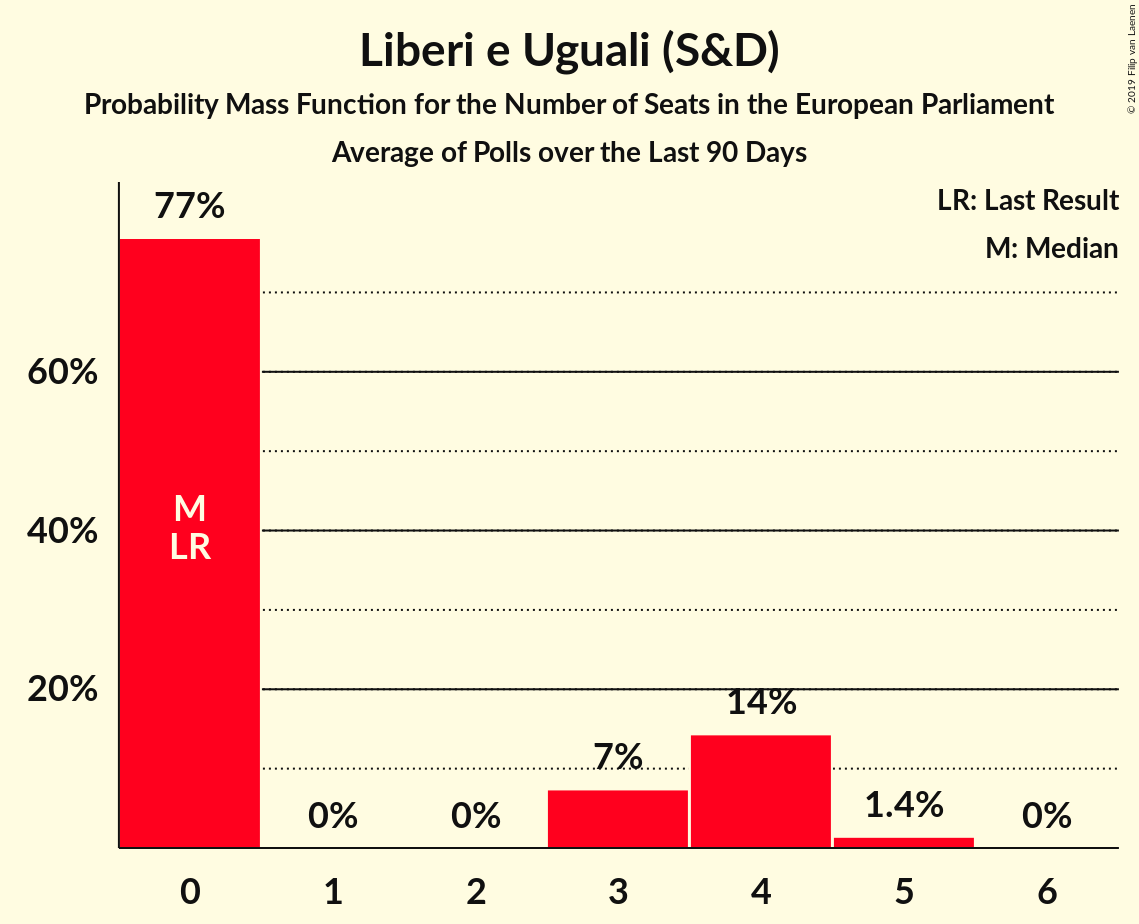 Liberi e Uguali (S&D)
Probability Mass Function for the Number of Seats in the European Parliament
Average of Polls over the Last 90 Days
© 2019 Filip van Laenen
LR: Last Result
M: Median
77%
60%
40%
20%
M
LR
0%
0%
7%
14%
1.4%
0%
0
1
2
3
4
5
6